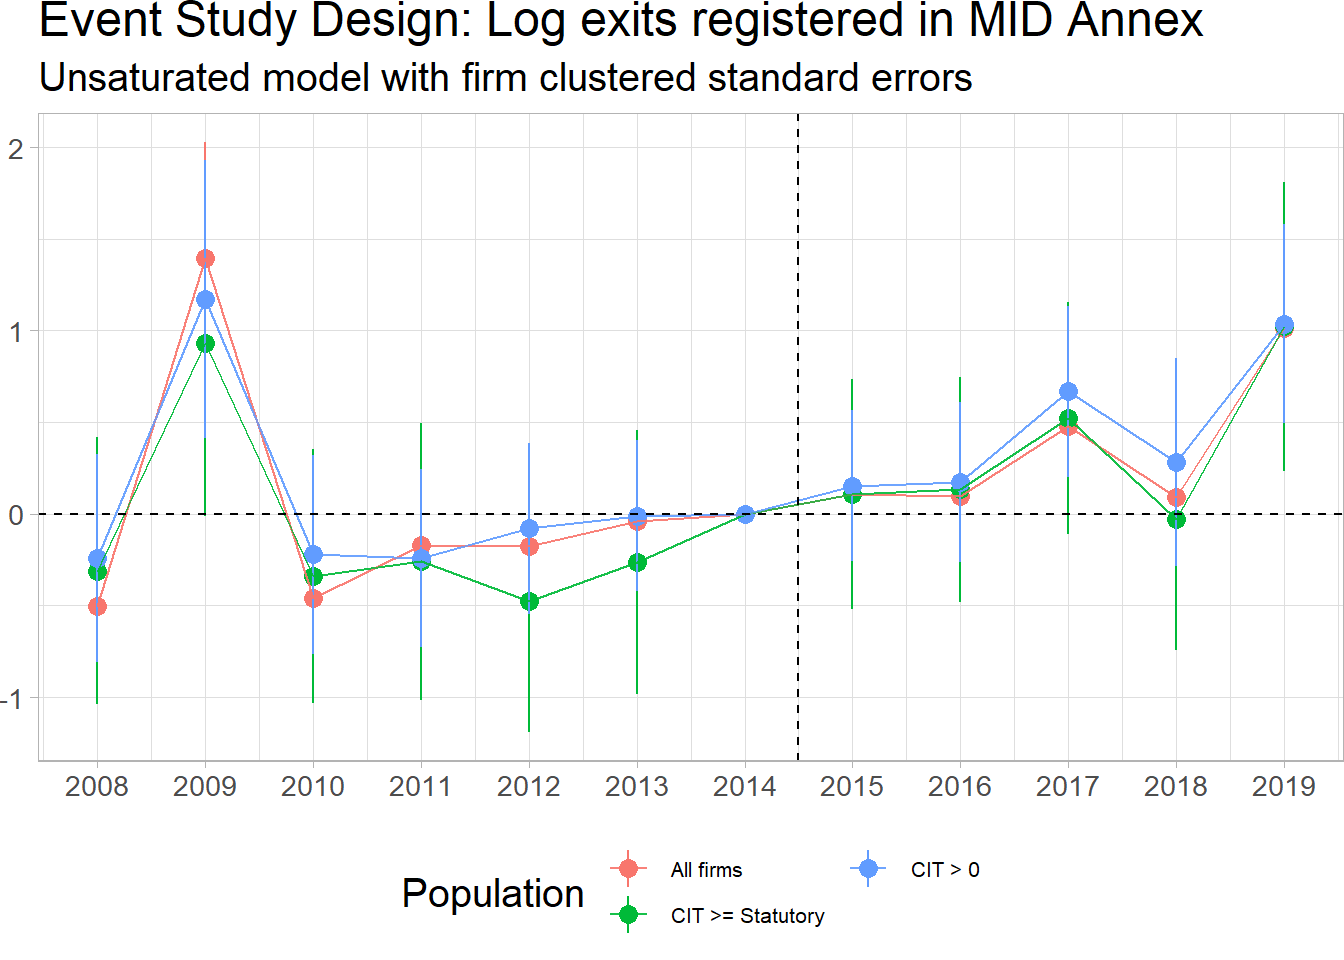 Event Study Design: Log exits registered in MID Annex
Unsaturated model with firm clustered standard errors
2
1
0
-1
2008 2009 2010 2011 2012 2013 2014 2015 2016 2017 2018 2019
Population
All firms
CIT > 0
CIT >= Statutory